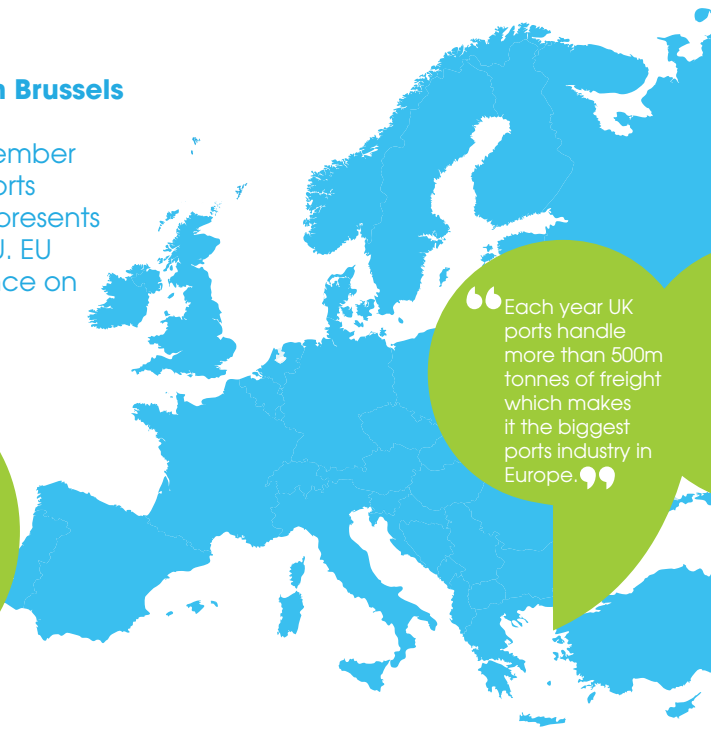 n Brussels
ember
orts
presents
U. EU
ce on
❝Each year UK
ports handle
more than 500m
tonnes of freight
which makes
it the biggest
ports industry in
Europe.❞